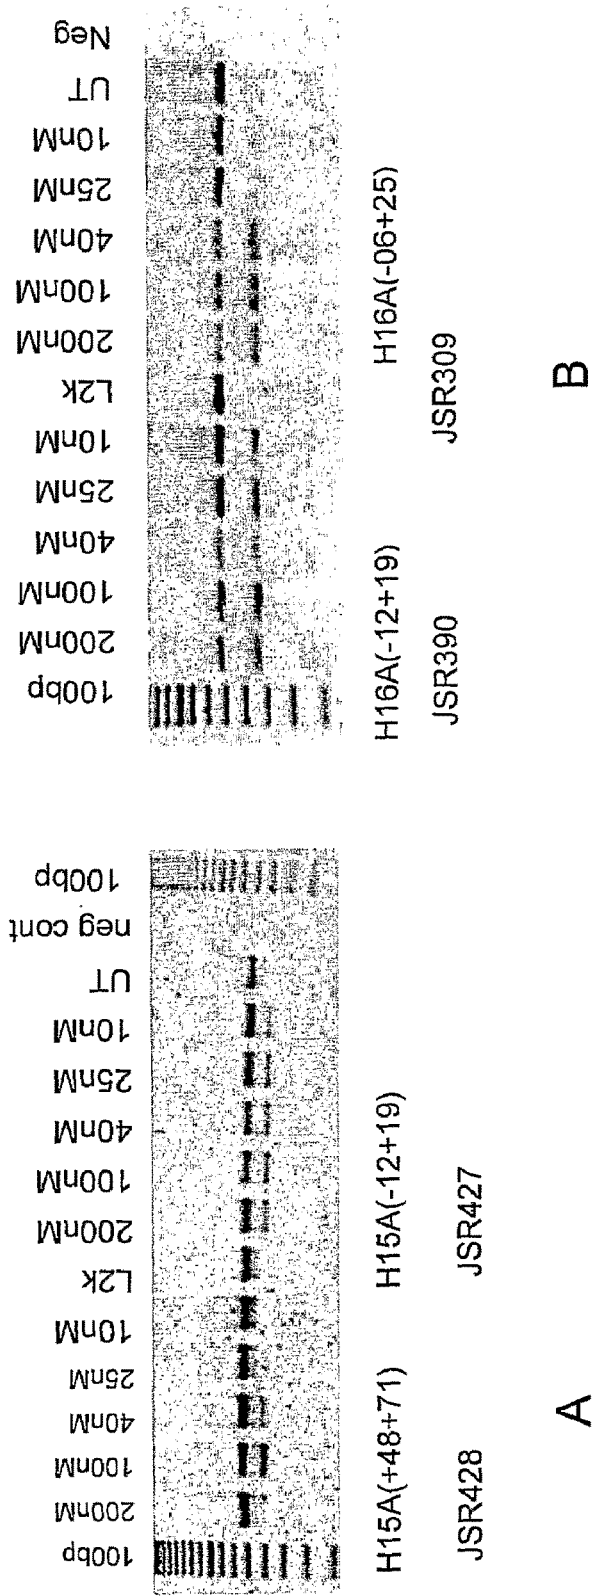 100bp 200nM 100nM 40nM 25nM 10nM L2k 200nM 100nM 40nM 25nM 10nM UT neg cont 100bp
H15A(+48+71) H15A(-12+19)
JSR428 JSR427
A
100bp 200nM 100nM 40nM 25nM 10nM L2k 200nM 100nM 40nM 25nM 10nM UT Neg
H16A(-12+19) H16A(-06+25)
JSR390 JSR309
B